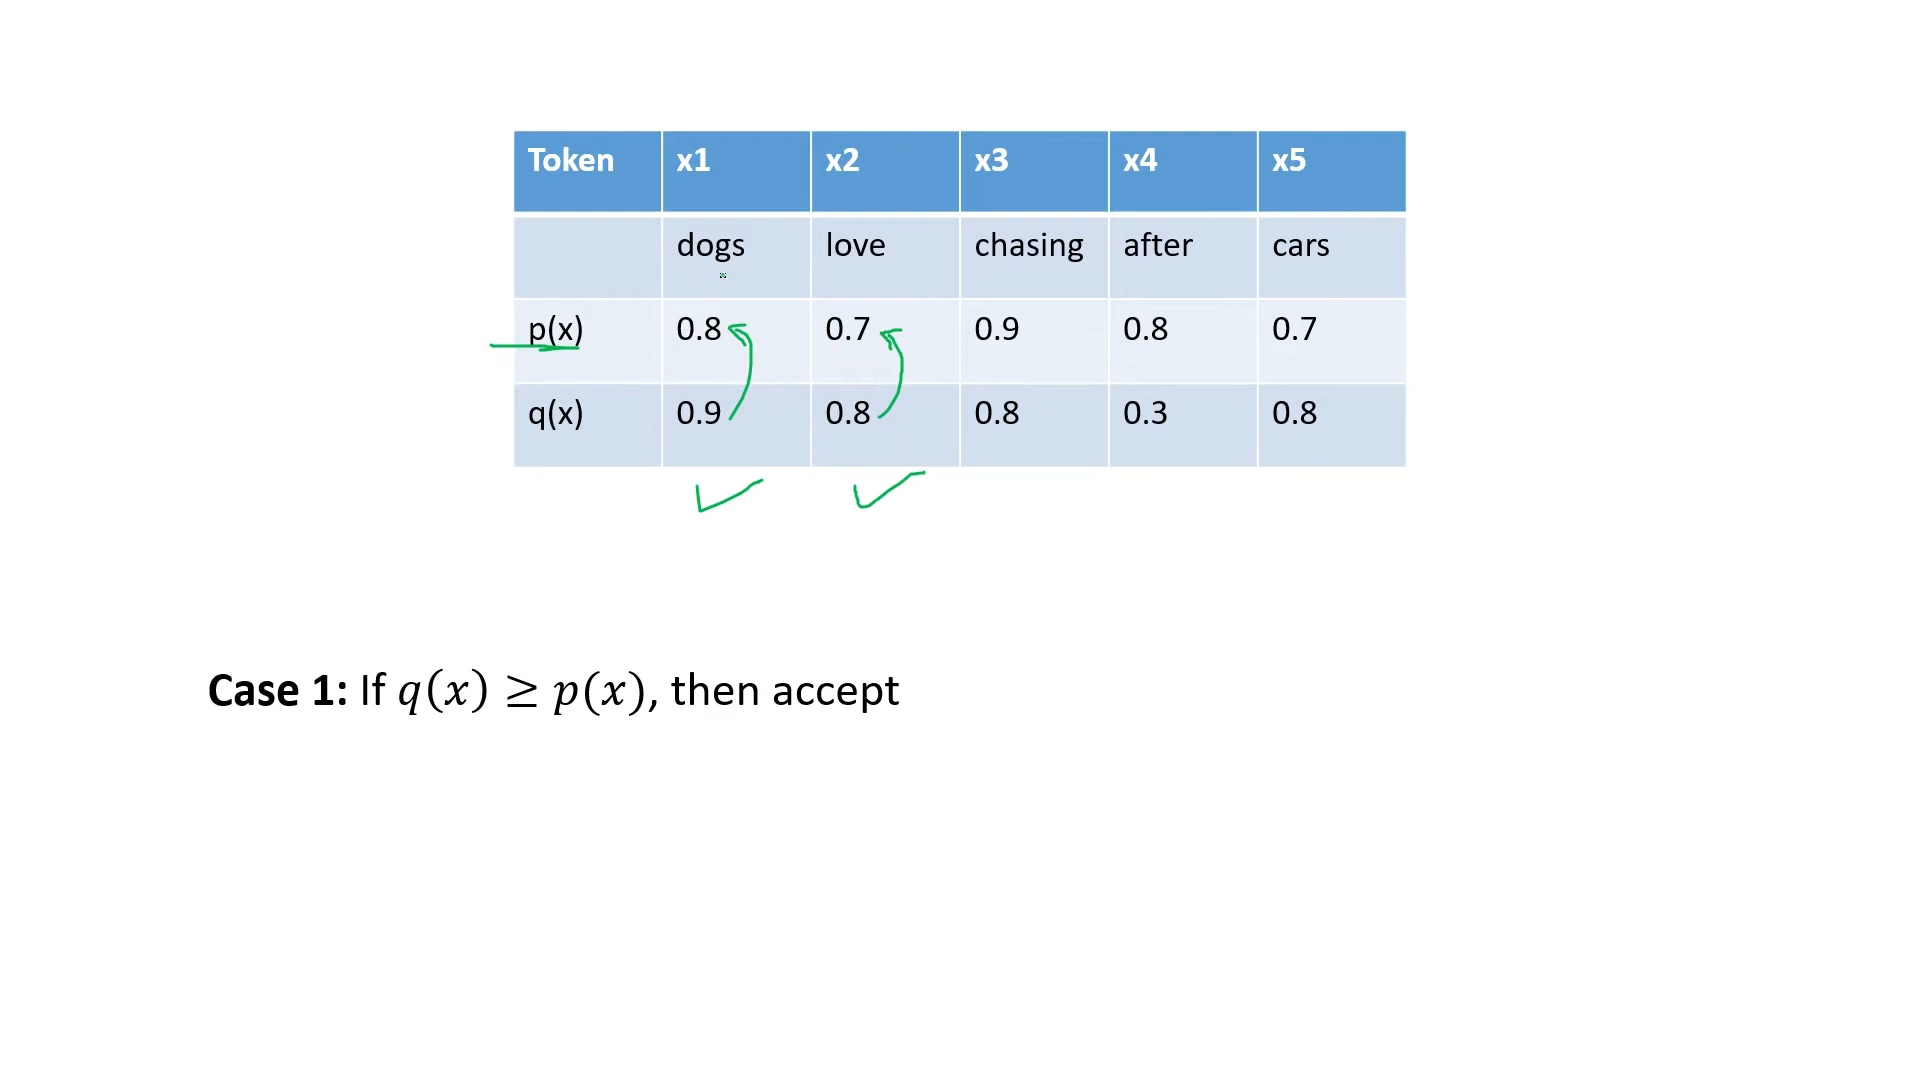 Token x1 x2 x3 x4 x5
dogs love chasing after cars
p(x) 0.8 0.7 0.9 0.8 0.7
q(x) 0.9 0.8 0.8 0.3 0.8
Case 1: If q(x) ≥ p(x), then accept